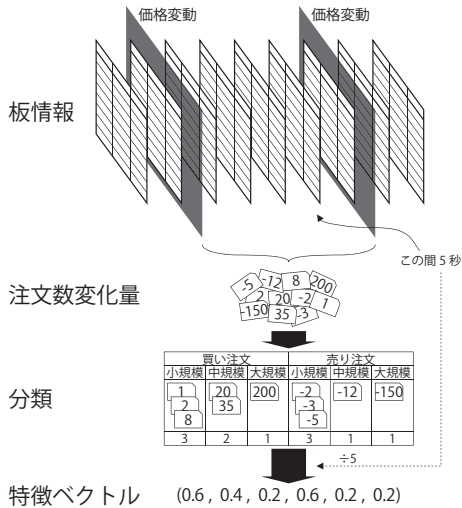 価格変動 価格変動
板情報
この間 5 秒
注文数変化量
-5 -12 8 200
2 20 -2 1
-150 35 -3
買い注文 売り注文
小規模 中規模 大規模 小規模 中規模 大規模
分類
1 20 200 -2 -12 -150
2 35 -3
8 -5
3 2 1 3 1 1
÷5
特徴ベクトル (0.6 , 0.4 , 0.2 , 0.6 , 0.2 , 0.2)